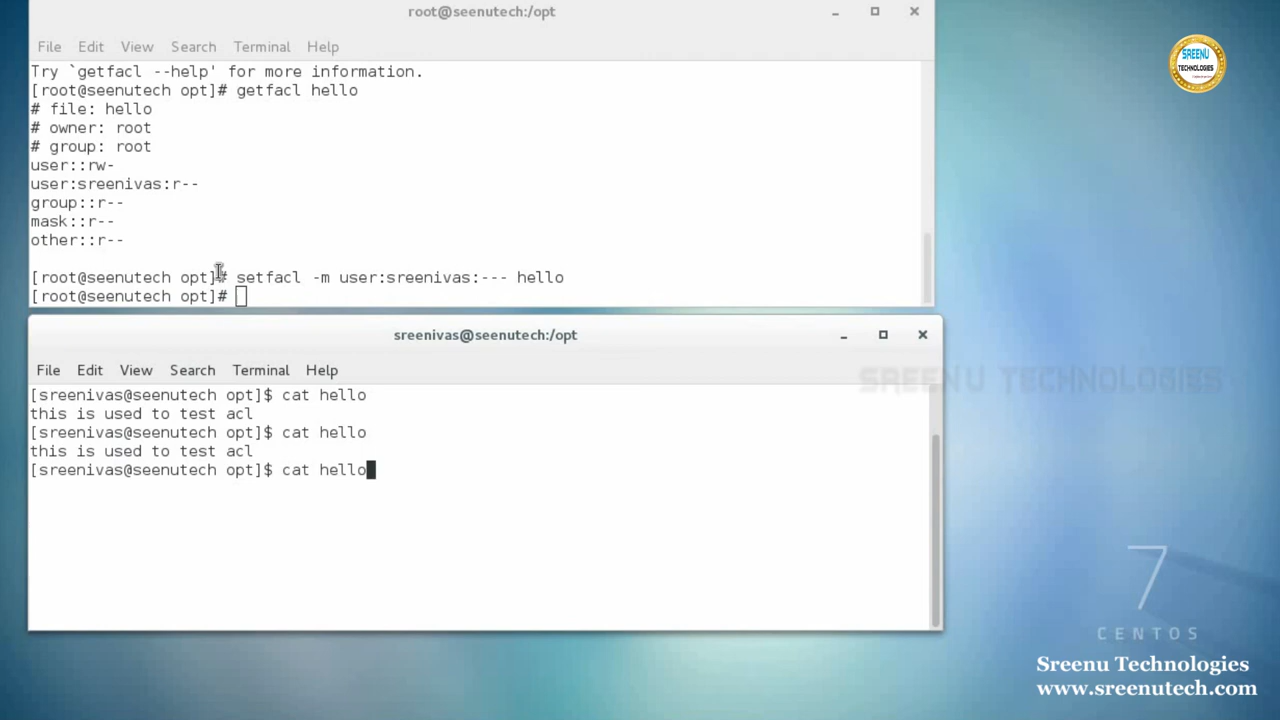 root@seenutech:/opt
File Edit View Search Terminal Help
Try `getfacl --help' for more information.
[root@seenutech opt]# getfacl hello
# file: hello
# owner: root
# group: root
user::rw-
user:sreenivas:r--
group::r--
mask::r--
other::r--
[root@seenutech opt]# setfacl -m user:sreenivas:--- hello
[root@seenutech opt]#
SREENU
TECHNOLOGIES
sreenivas@seenutech:/opt
File Edit View Search Terminal Help
[sreenivas@seenutech opt]$ cat hello
this is used to test acl
[sreenivas@seenutech opt]$ cat hello
this is used to test acl
[sreenivas@seenutech opt]$ cat hello
SREENU TECHNOLOGIES
7
CENTOS
Sreenu Technologies
www.sreenutech.com